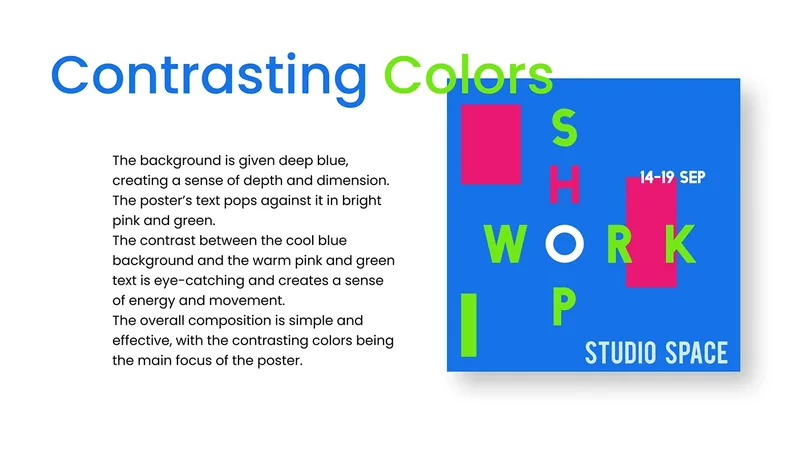 Contrasting Colors
The background is given deep blue,
creating a sense of depth and dimension.
The poster’s text pops against it in bright
pink and green.
The contrast between the cool blue
background and the warm pink and green
text is eye-catching and creates a sense
of energy and movement.
The overall composition is simple and
effective, with the contrasting colors being
the main focus of the poster.
S
H
14-19 SEP
W O R K
P
STUDIO SPACE